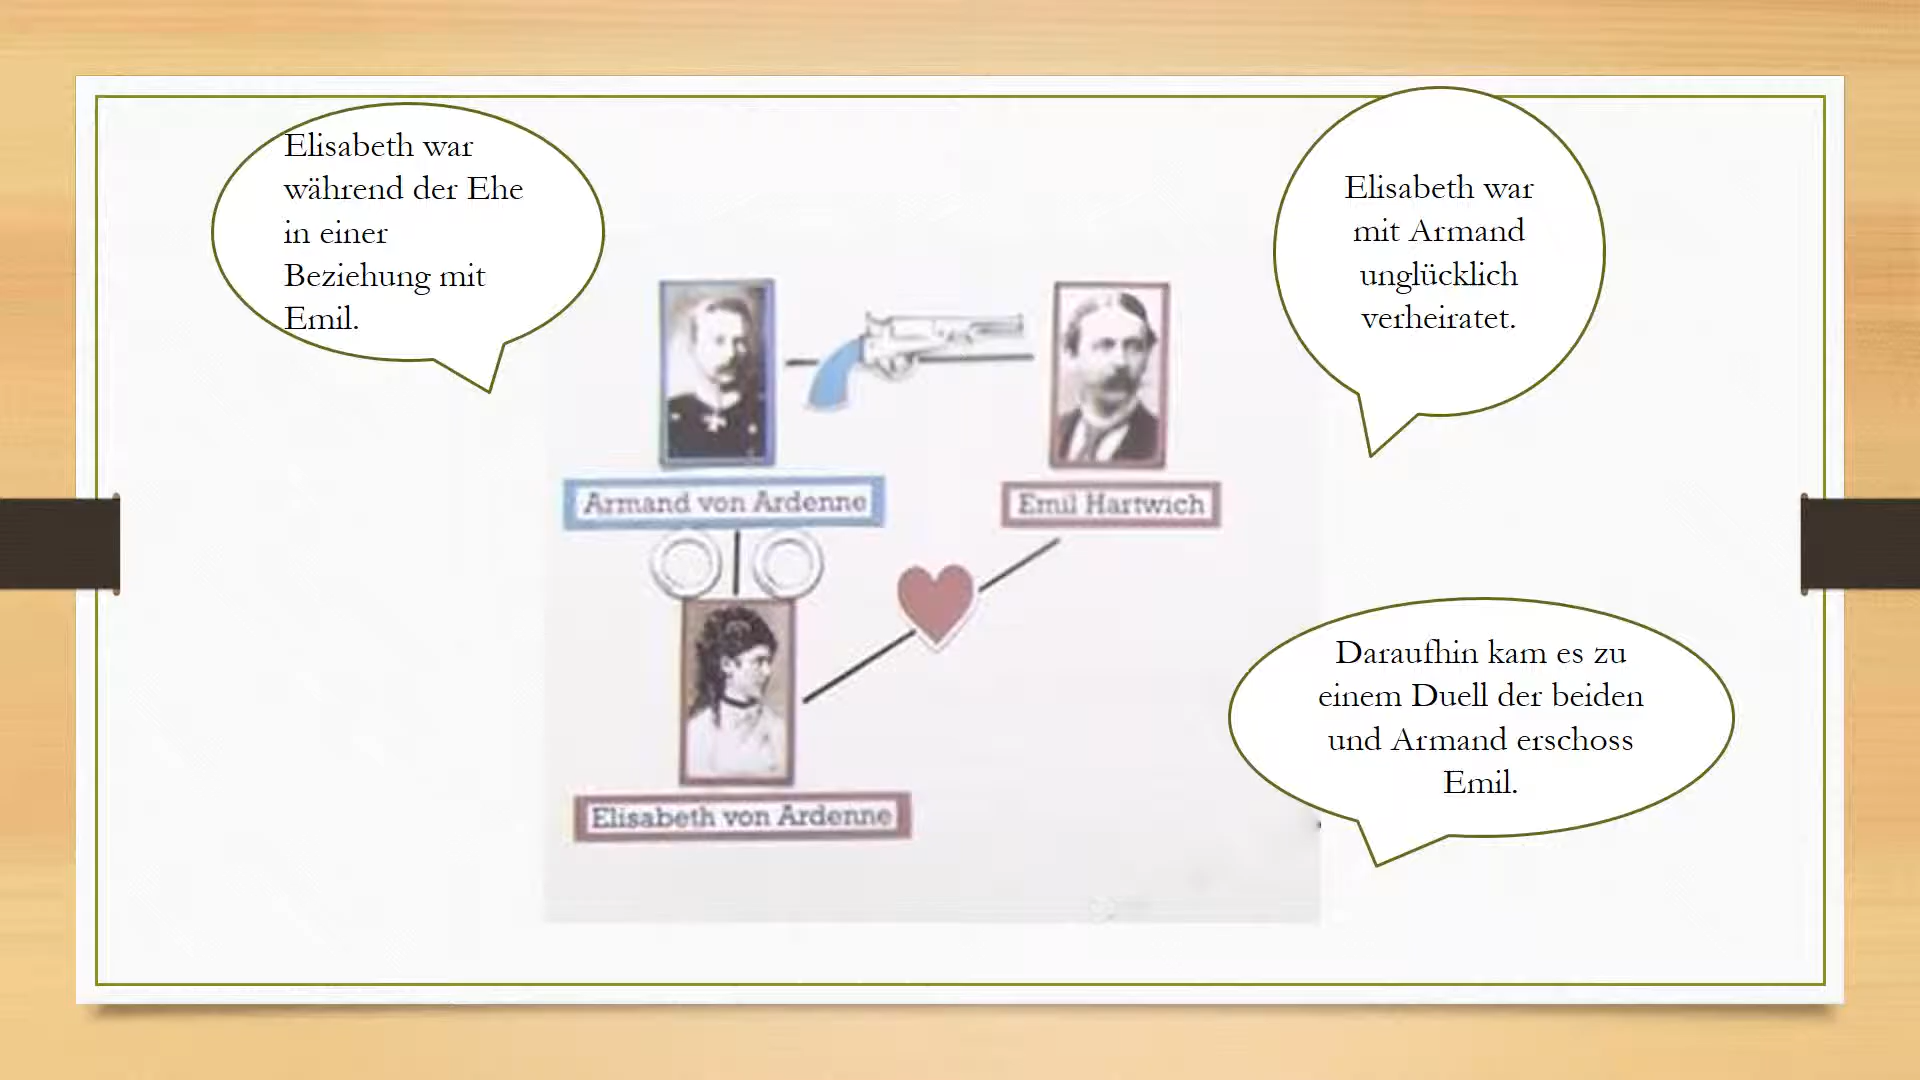 Elisabeth war
während der Ehe
in einer
Beziehung mit
Emil.
Elisabeth war
mit Armand
unglücklich
verheiratet.
Armand von Ardenne
Emil Hartwich
Elisabeth von Ardenne
Daraufhin kam es zu
einem Duell der beiden
und Armand erschoss
Emil.